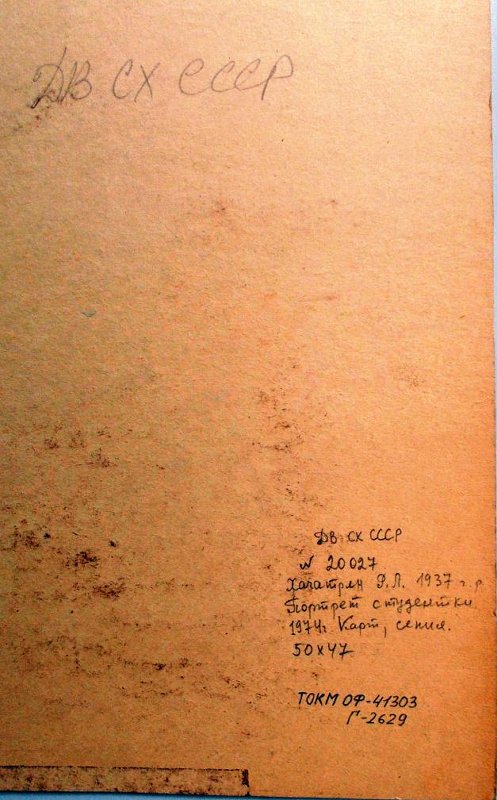 ДВ СХ СССР
ДВ СХ СССР
№ 20027
Хачатрян Р.Л. 1937 г. р.
Портрет студентки
1974г. Карт, сепия.
50х47
ТОКМ ОФ-41303
Г-2629